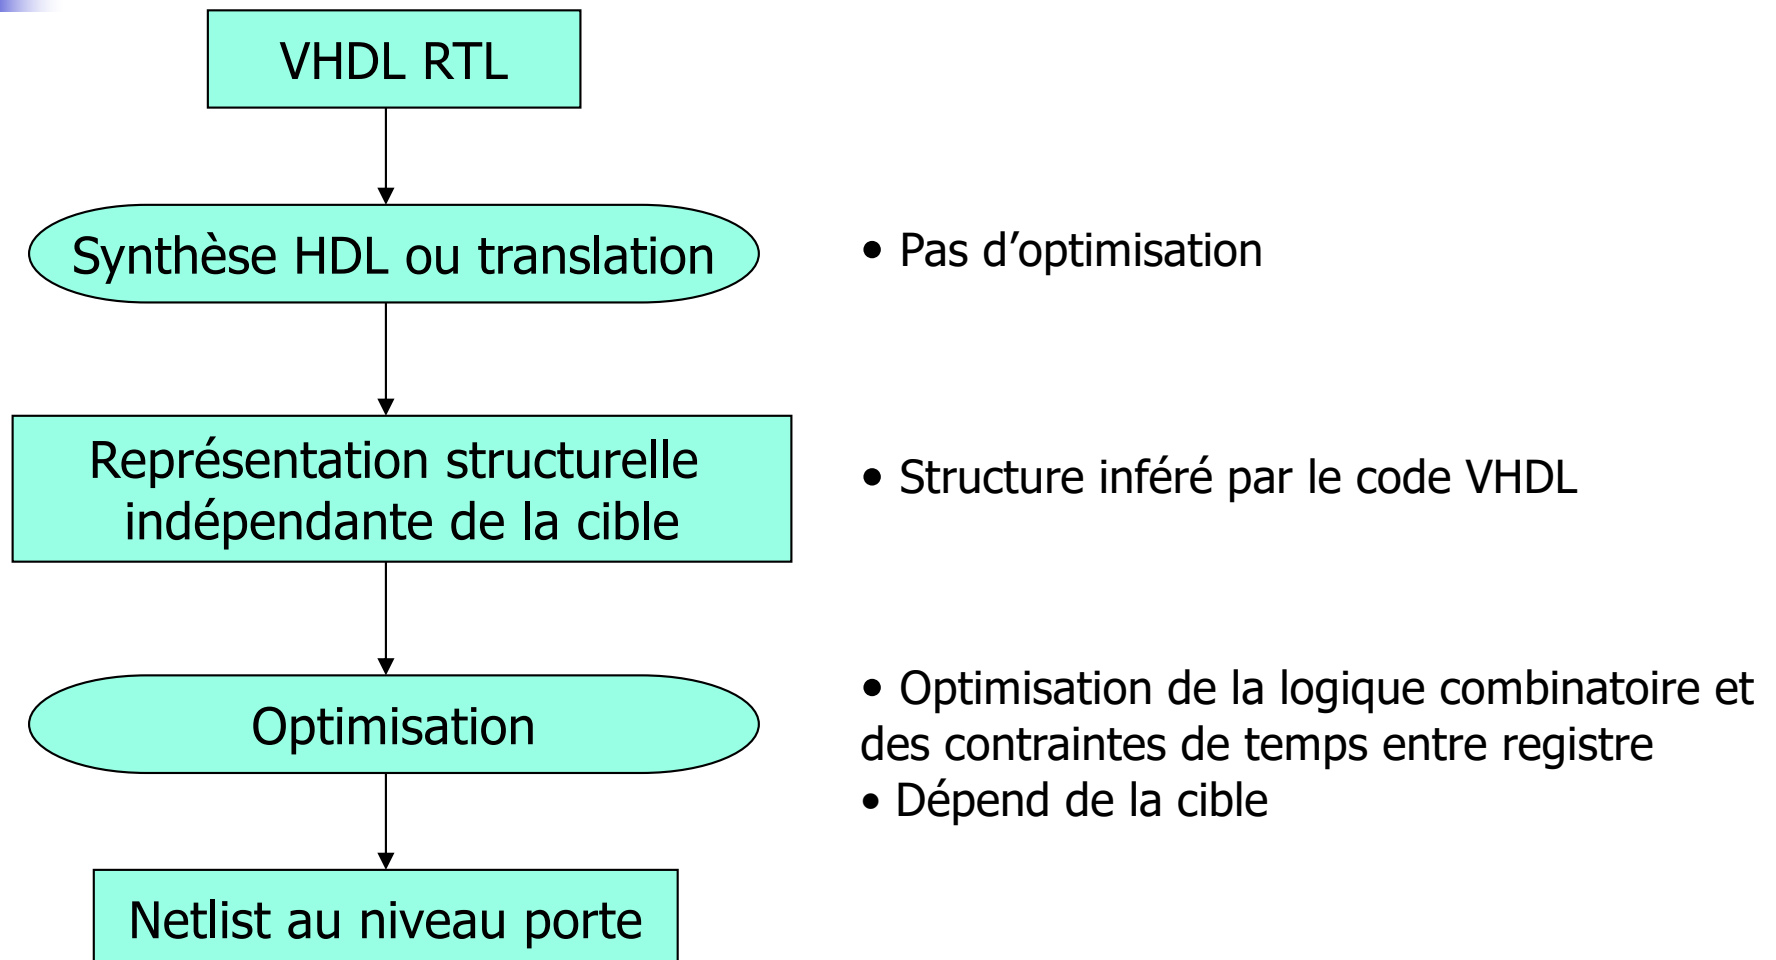 VHDL RTL
Synthèse HDL ou translation
• Pas d’optimisation
Représentation structurelle
indépendante de la cible
• Structure inféré par le code VHDL
Optimisation
• Optimisation de la logique combinatoire et
des contraintes de temps entre registre
• Dépend de la cible
Netlist au niveau porte